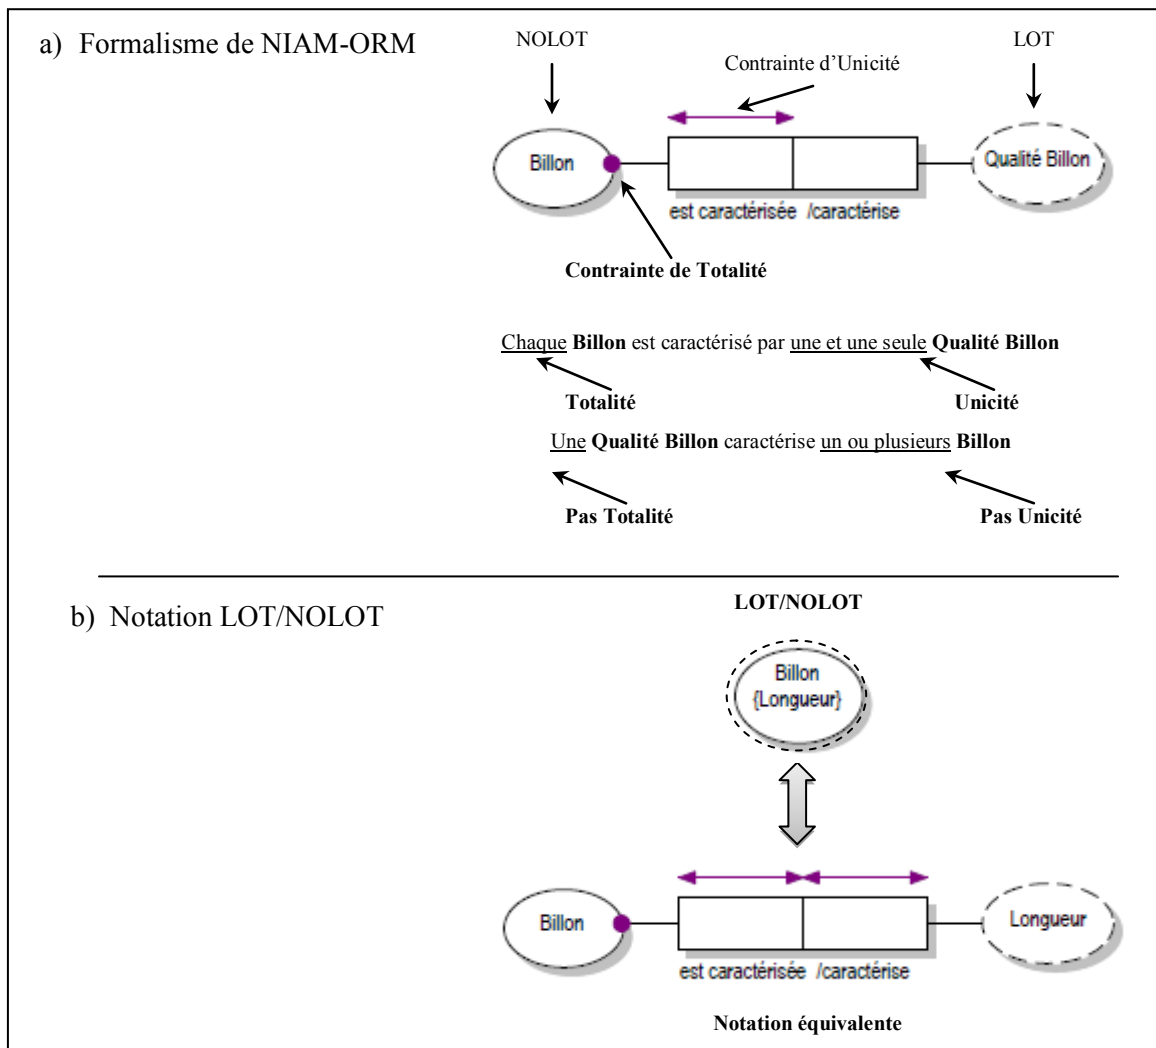 a) Formalisme de NIAM-ORM
NOLOT
LOT
Contrainte d'Unicité
Billon
Qualité Billon
est caractérisée /caractérise
Contrainte de Totalité
Chaque Billon est caractérisé par une et une seule Qualité Billon
Totalité
Unicité
Une Qualité Billon caractérise un ou plusieurs Billon
Pas Totalité
Pas Unicité
b) Notation LOT/NOLOT
LOT/NOLOT
Billon
{Longueur}
Billon
Longueur
est caractérisée /caractérise
Notation équivalente